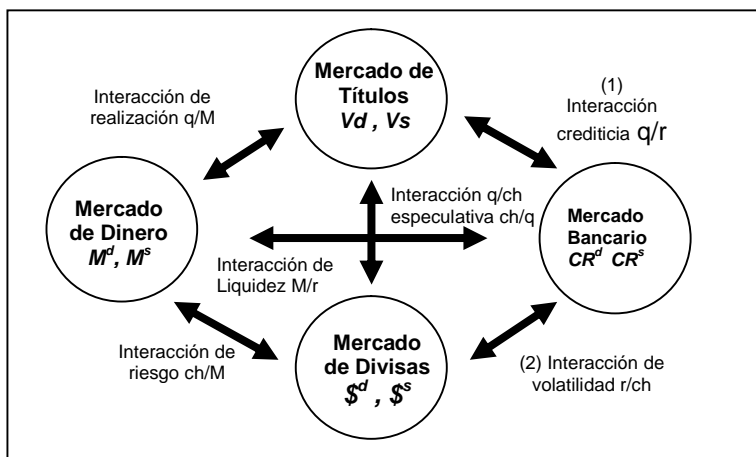 Mercado de
Títulos
Vd , Vs
Interacción de
realización q/M
(1)
Interacción
crediticia q/r
Mercado
de Dinero
Mᵈ, Mˢ
Interacción q/ch
especulativa ch/q
Mercado
Bancario
CRᵈ CRˢ
Interacción de
Liquidez M/r
Interacción de
riesgo ch/M
Mercado
de Divisas
$ᵈ , $ˢ
(2) Interacción de
volatilidad r/ch